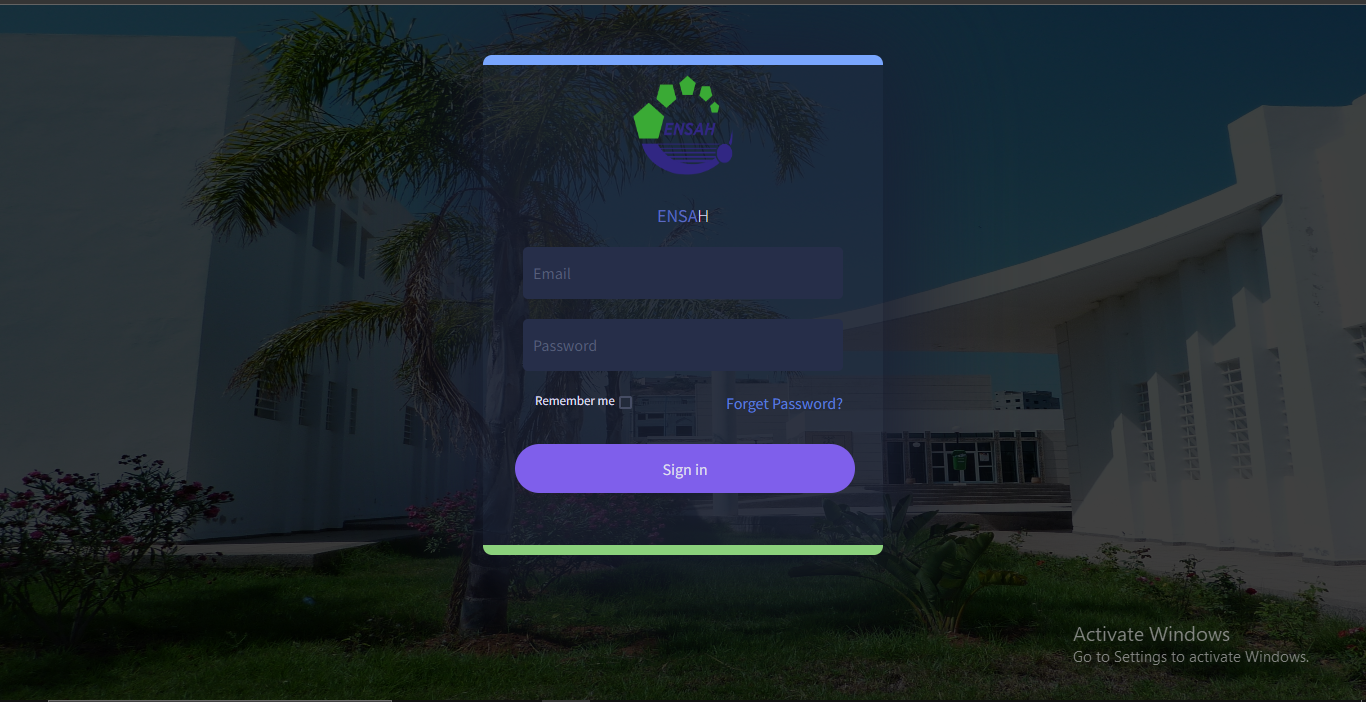 ENSAH
ENSAH
Email
Password
Remember me
Forget Password?
Sign in
Activate Windows
Go to Settings to activate Windows.